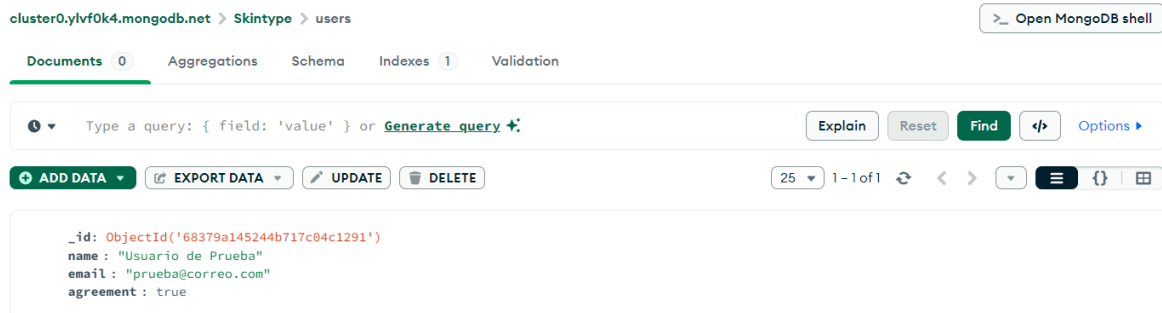 cluster0.ylvf0k4.mongodb.net > Skintype > users >_ Open MongoDB shell
Documents 0 Aggregations Schema Indexes 1 Validation
Type a query: { field: 'value' } or Generate query Explain Reset Find </> Options
ADD DATA EXPORT DATA UPDATE DELETE 25 1 – 1 of 1 {}
_id: ObjectId('68379a145244b717c04c1291')
name : "Usuario de Prueba"
email : "prueba@correo.com"
agreement : true